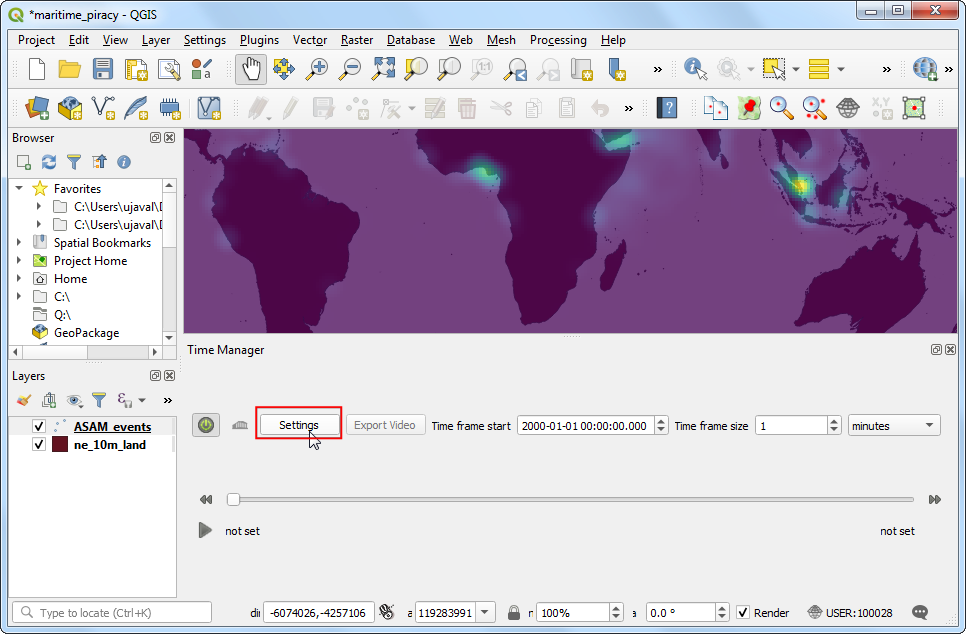 *maritime_piracy - QGIS
Project Edit View Layer Settings Plugins Vector Raster Database Web Mesh Processing Help
a
1:1
»
»
»
»
?
X,Y
Browser
Favorites
C:\Users\ujaval\
C:\Users\ujaval\
Spatial Bookmarks
Project Home
Home
C:\
Q:\
GeoPackage
Time Manager
Layers
»
ASAM_events
ne_10m_land
Settings Export Video Time frame start 2000-01-01 00:00:00.000 Time frame size 1 minutes
not set not set
Type to locate (Ctrl+K) -6074026,-4257106 119283991 100% 0.0 ° Render USER:100028